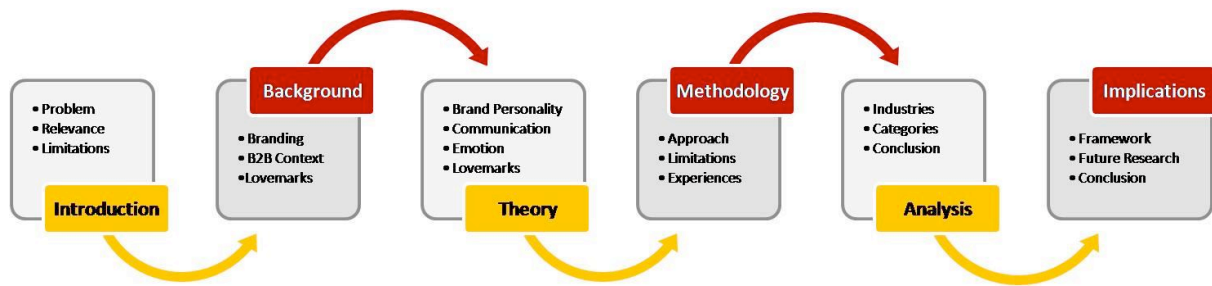 • Problem
• Relevance
• Limitations
Introduction
Background
• Branding
• B2B Context
• Lovemarks
• Brand Personality
• Communication
• Emotion
• Lovemarks
Theory
Methodology
• Approach
• Limitations
• Experiences
• Industries
• Categories
• Conclusion
Analysis
Implications
• Framework
• Future Research
• Conclusion